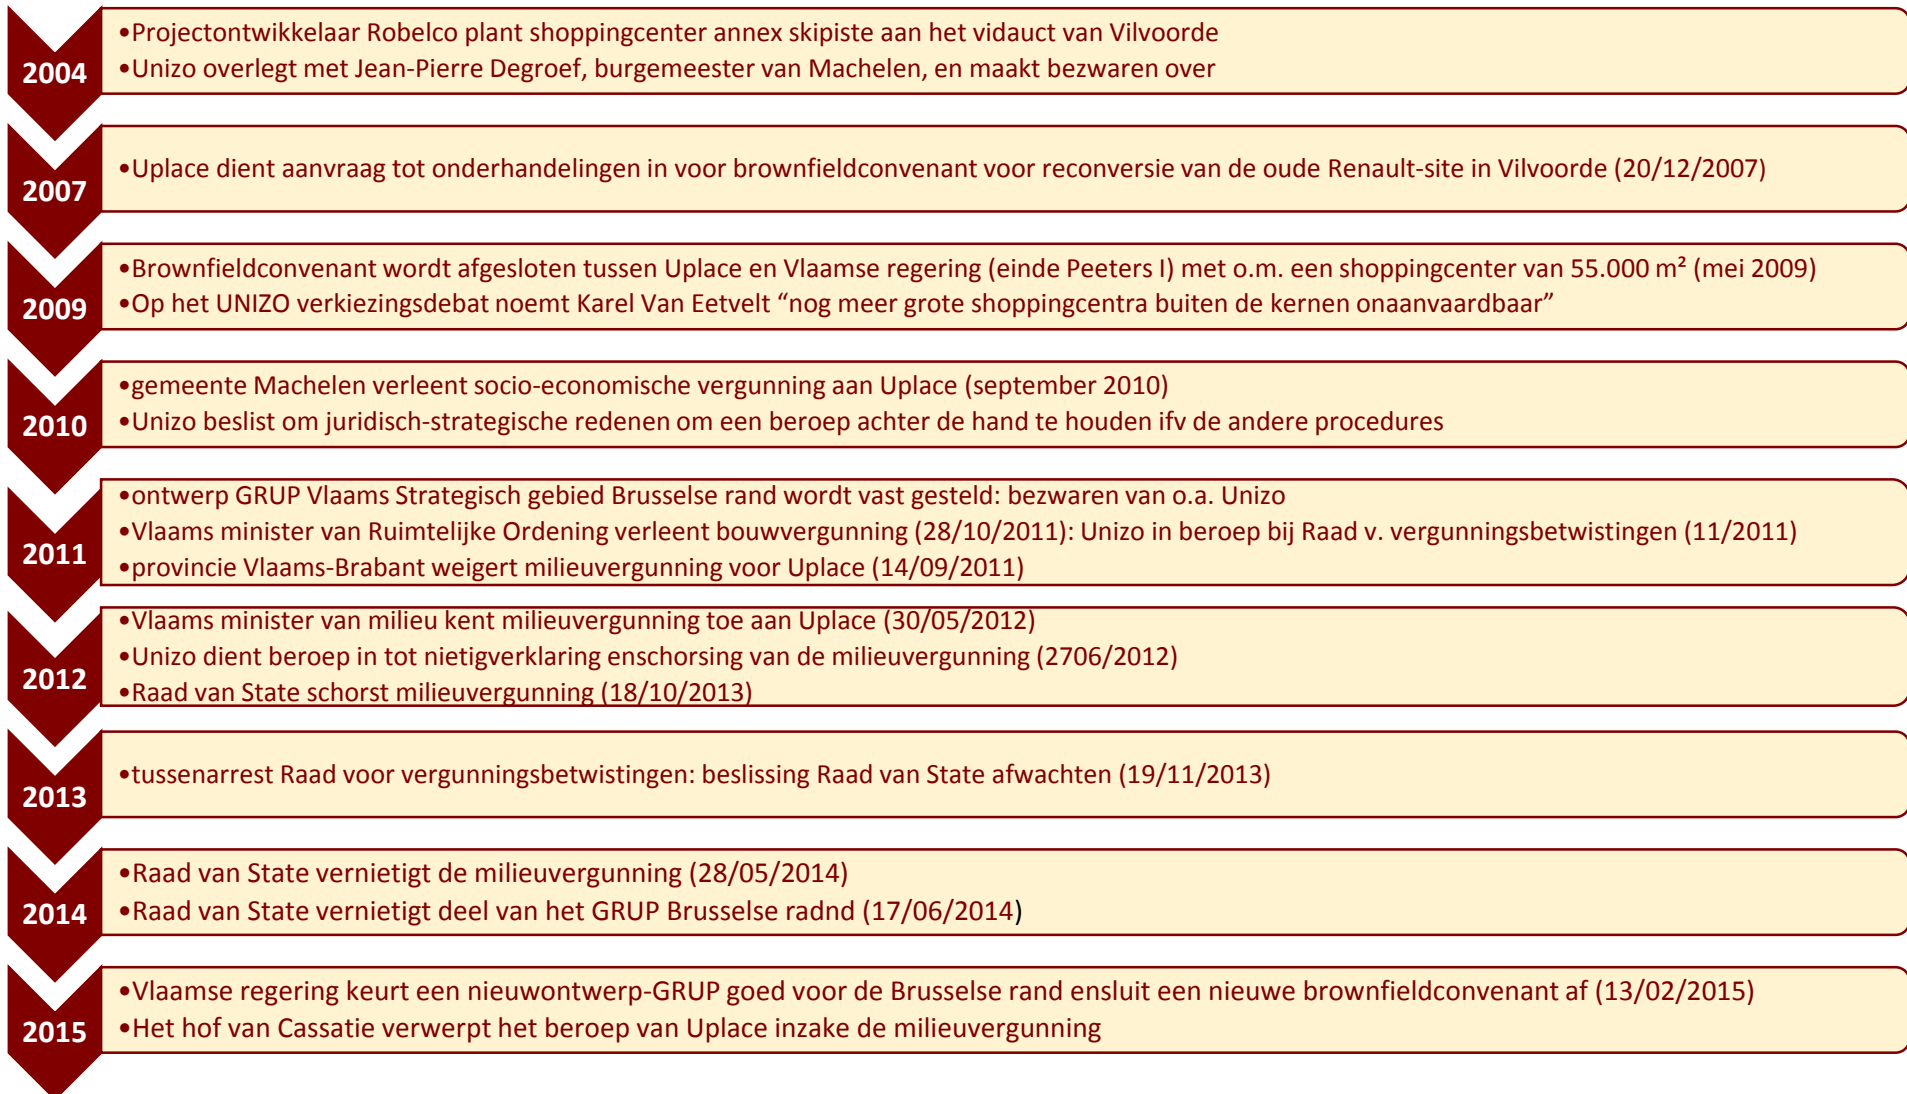 2004
•Projectontwikkelaar Robelco plant shoppingcenter annex skipiste aan het vidauct van Vilvoorde
•Unizo overlegt met Jean-Pierre Degroef, burgemeester van Machelen, en maakt bezwaren over
2007
•Uplace dient aanvraag tot onderhandelingen in voor brownfieldconvenant voor reconversie van de oude Renault-site in Vilvoorde (20/12/2007)
2009
•Brownfieldconvenant wordt afgesloten tussen Uplace en Vlaamse regering (einde Peeters I) met o.m. een shoppingcenter van 55.000 m² (mei 2009)
•Op het UNIZO verkiezingsdebat noemt Karel Van Eetvelt “nog meer grote shoppingcentra buiten de kernen onaanvaardbaar”
2010
•gemeente Machelen verleent socio-economische vergunning aan Uplace (september 2010)
•Unizo beslist om juridisch-strategische redenen om een beroep achter de hand te houden ifv de andere procedures
2011
•ontwerp GRUP Vlaams Strategisch gebied Brusselse rand wordt vast gesteld: bezwaren van o.a. Unizo
•Vlaams minister van Ruimtelijke Ordening verleent bouwvergunning (28/10/2011): Unizo in beroep bij Raad v. vergunningsbetwistingen (11/2011)
•provincie Vlaams-Brabant weigert milieuvergunning voor Uplace (14/09/2011)
2012
•Vlaams minister van milieu kent milieuvergunning toe aan Uplace (30/05/2012)
•Unizo dient beroep in tot nietigverklaring enschorsing van de milieuvergunning (2706/2012)
•Raad van State schorst milieuvergunning (18/10/2013)
2013
•tussenarrest Raad voor vergunningsbetwistingen: beslissing Raad van State afwachten (19/11/2013)
2014
•Raad van State vernietigt de milieuvergunning (28/05/2014)
•Raad van State vernietigt deel van het GRUP Brusselse radnd (17/06/2014)
2015
•Vlaamse regering keurt een nieuwontwerp-GRUP goed voor de Brusselse rand ensluit een nieuwe brownfieldconvenant af (13/02/2015)
•Het hof van Cassatie verwerpt het beroep van Uplace inzake de milieuvergunning